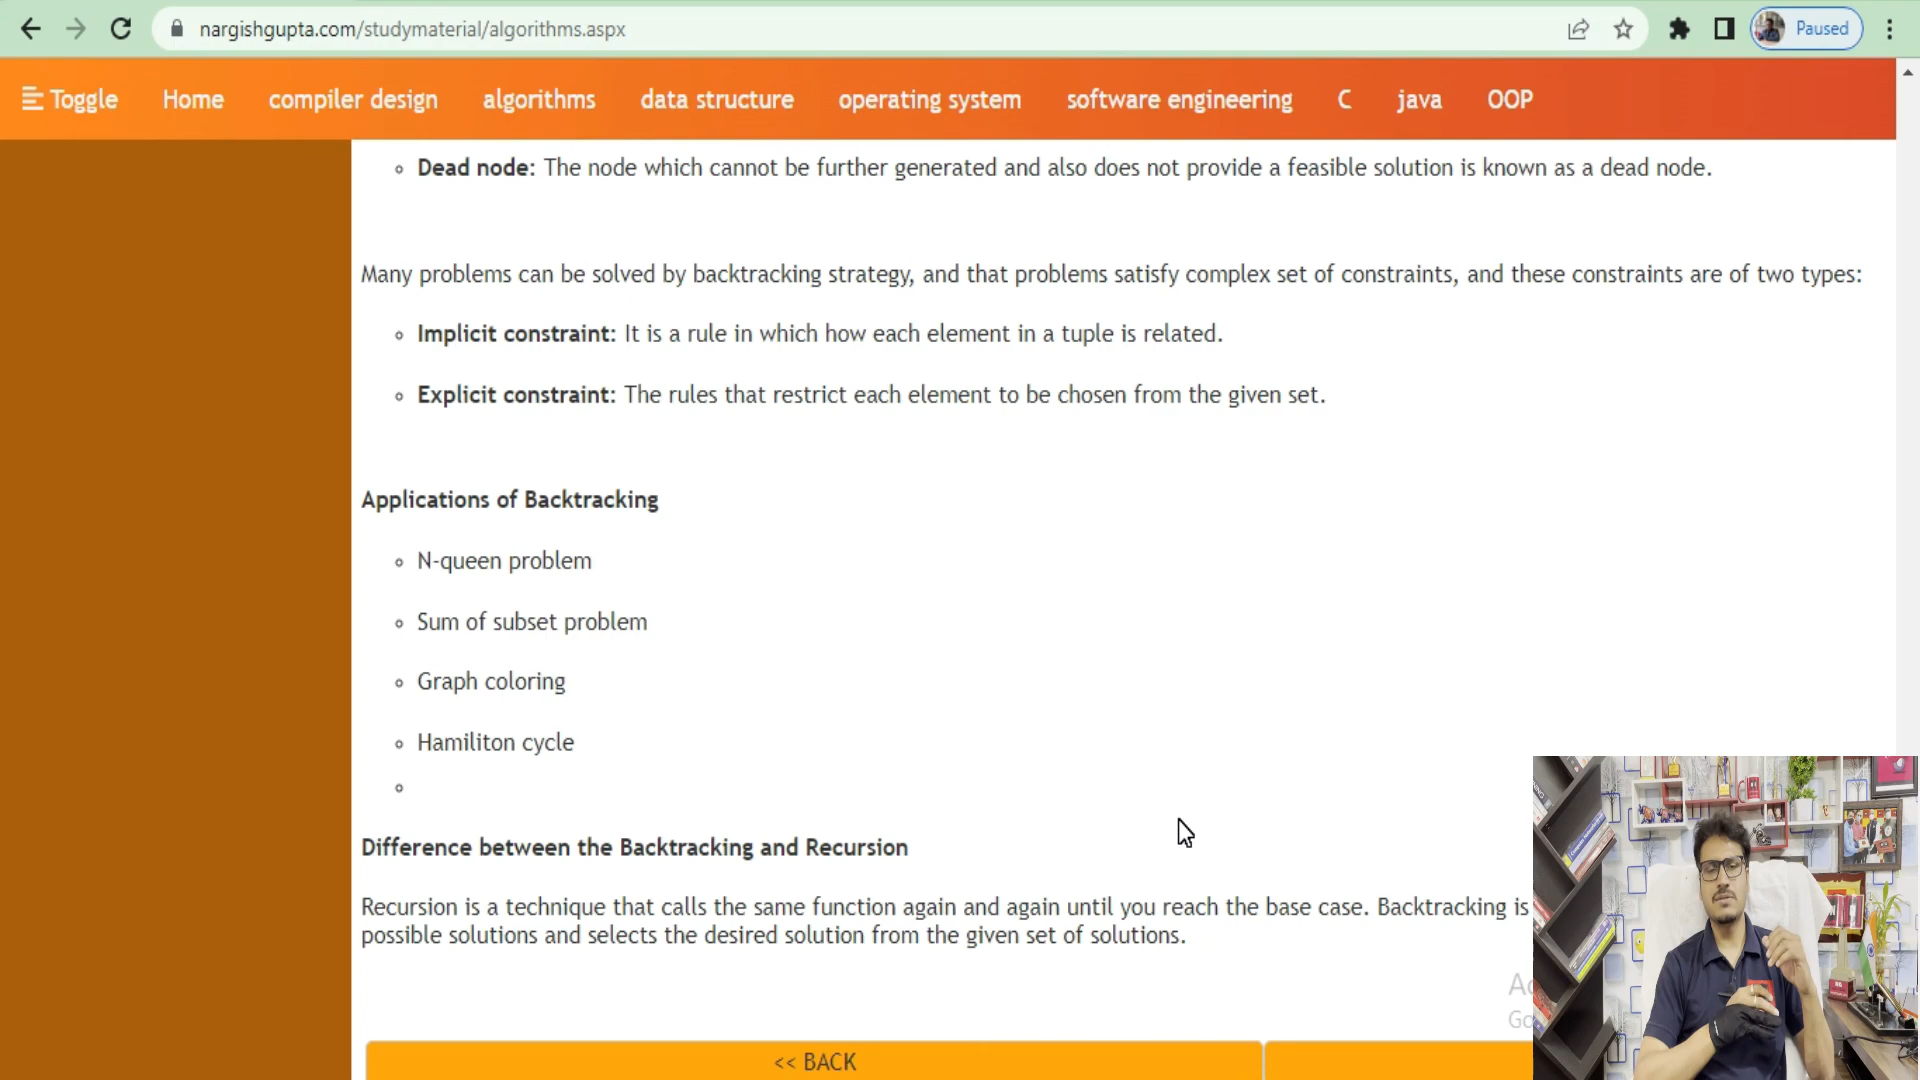 nargishgupta.com/studymaterial/algorithms.aspx
Paused
Toggle Home compiler design algorithms data structure operating system software engineering C java OOP
Dead node: The node which cannot be further generated and also does not provide a feasible solution is known as a dead node.
Many problems can be solved by backtracking strategy, and that problems satisfy complex set of constraints, and these constraints are of two types:
Implicit constraint: It is a rule in which how each element in a tuple is related.
Explicit constraint: The rules that restrict each element to be chosen from the given set.
Applications of Backtracking
N-queen problem
Sum of subset problem
Graph coloring
Hamiliton cycle
Difference between the Backtracking and Recursion
Recursion is a technique that calls the same function again and again until you reach the base case. Backtracking is
possible solutions and selects the desired solution from the given set of solutions.
<< BACK